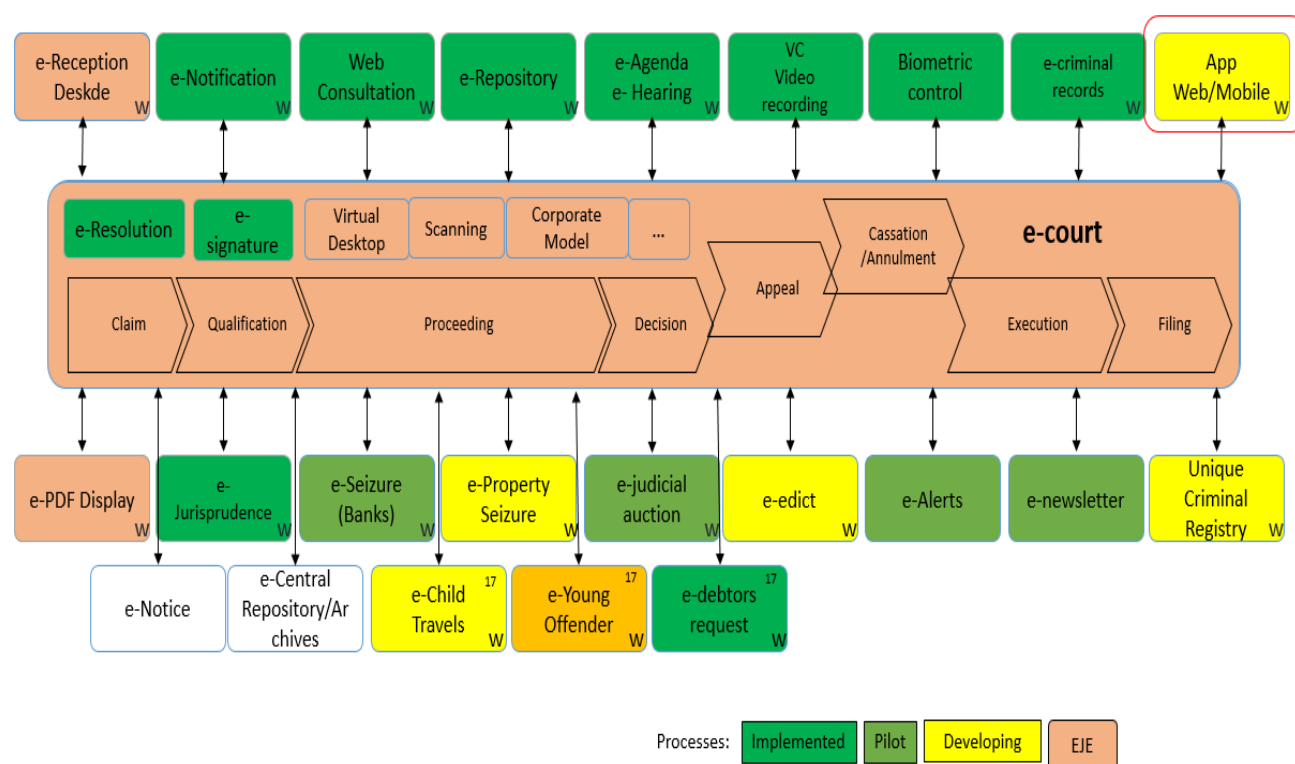 e-Reception
Deskde
W
e-Notification
W
Web
Consultation
W
e-Repository
W
e-Agenda
e- Hearing
W
VC
Video
recording
Biometric
control
e-criminal
records
W
App
Web/Mobile
W
e-Resolution
e-
signature
Virtual
Desktop
Scanning
Corporate
Model
...
Cassation
/Annulment
e-court
Claim
Qualification
Proceeding
Decision
Appeal
Execution
Filing
e-PDF Display
W
e-
Jurisprudence
W
e-Seizure
(Banks)
W
e-Property
Seizure
W
e-judicial
auction
W
e-edict
W
e-Alerts
e-newsletter
Unique
Criminal
Registry
W
e-Notice
e-Central
Repository/Ar
chives
17
e-Child
Travels
W
17
e-Young
Offender
W
17
e-debtors
request
W
Processes: Implemented Pilot Developing EJE